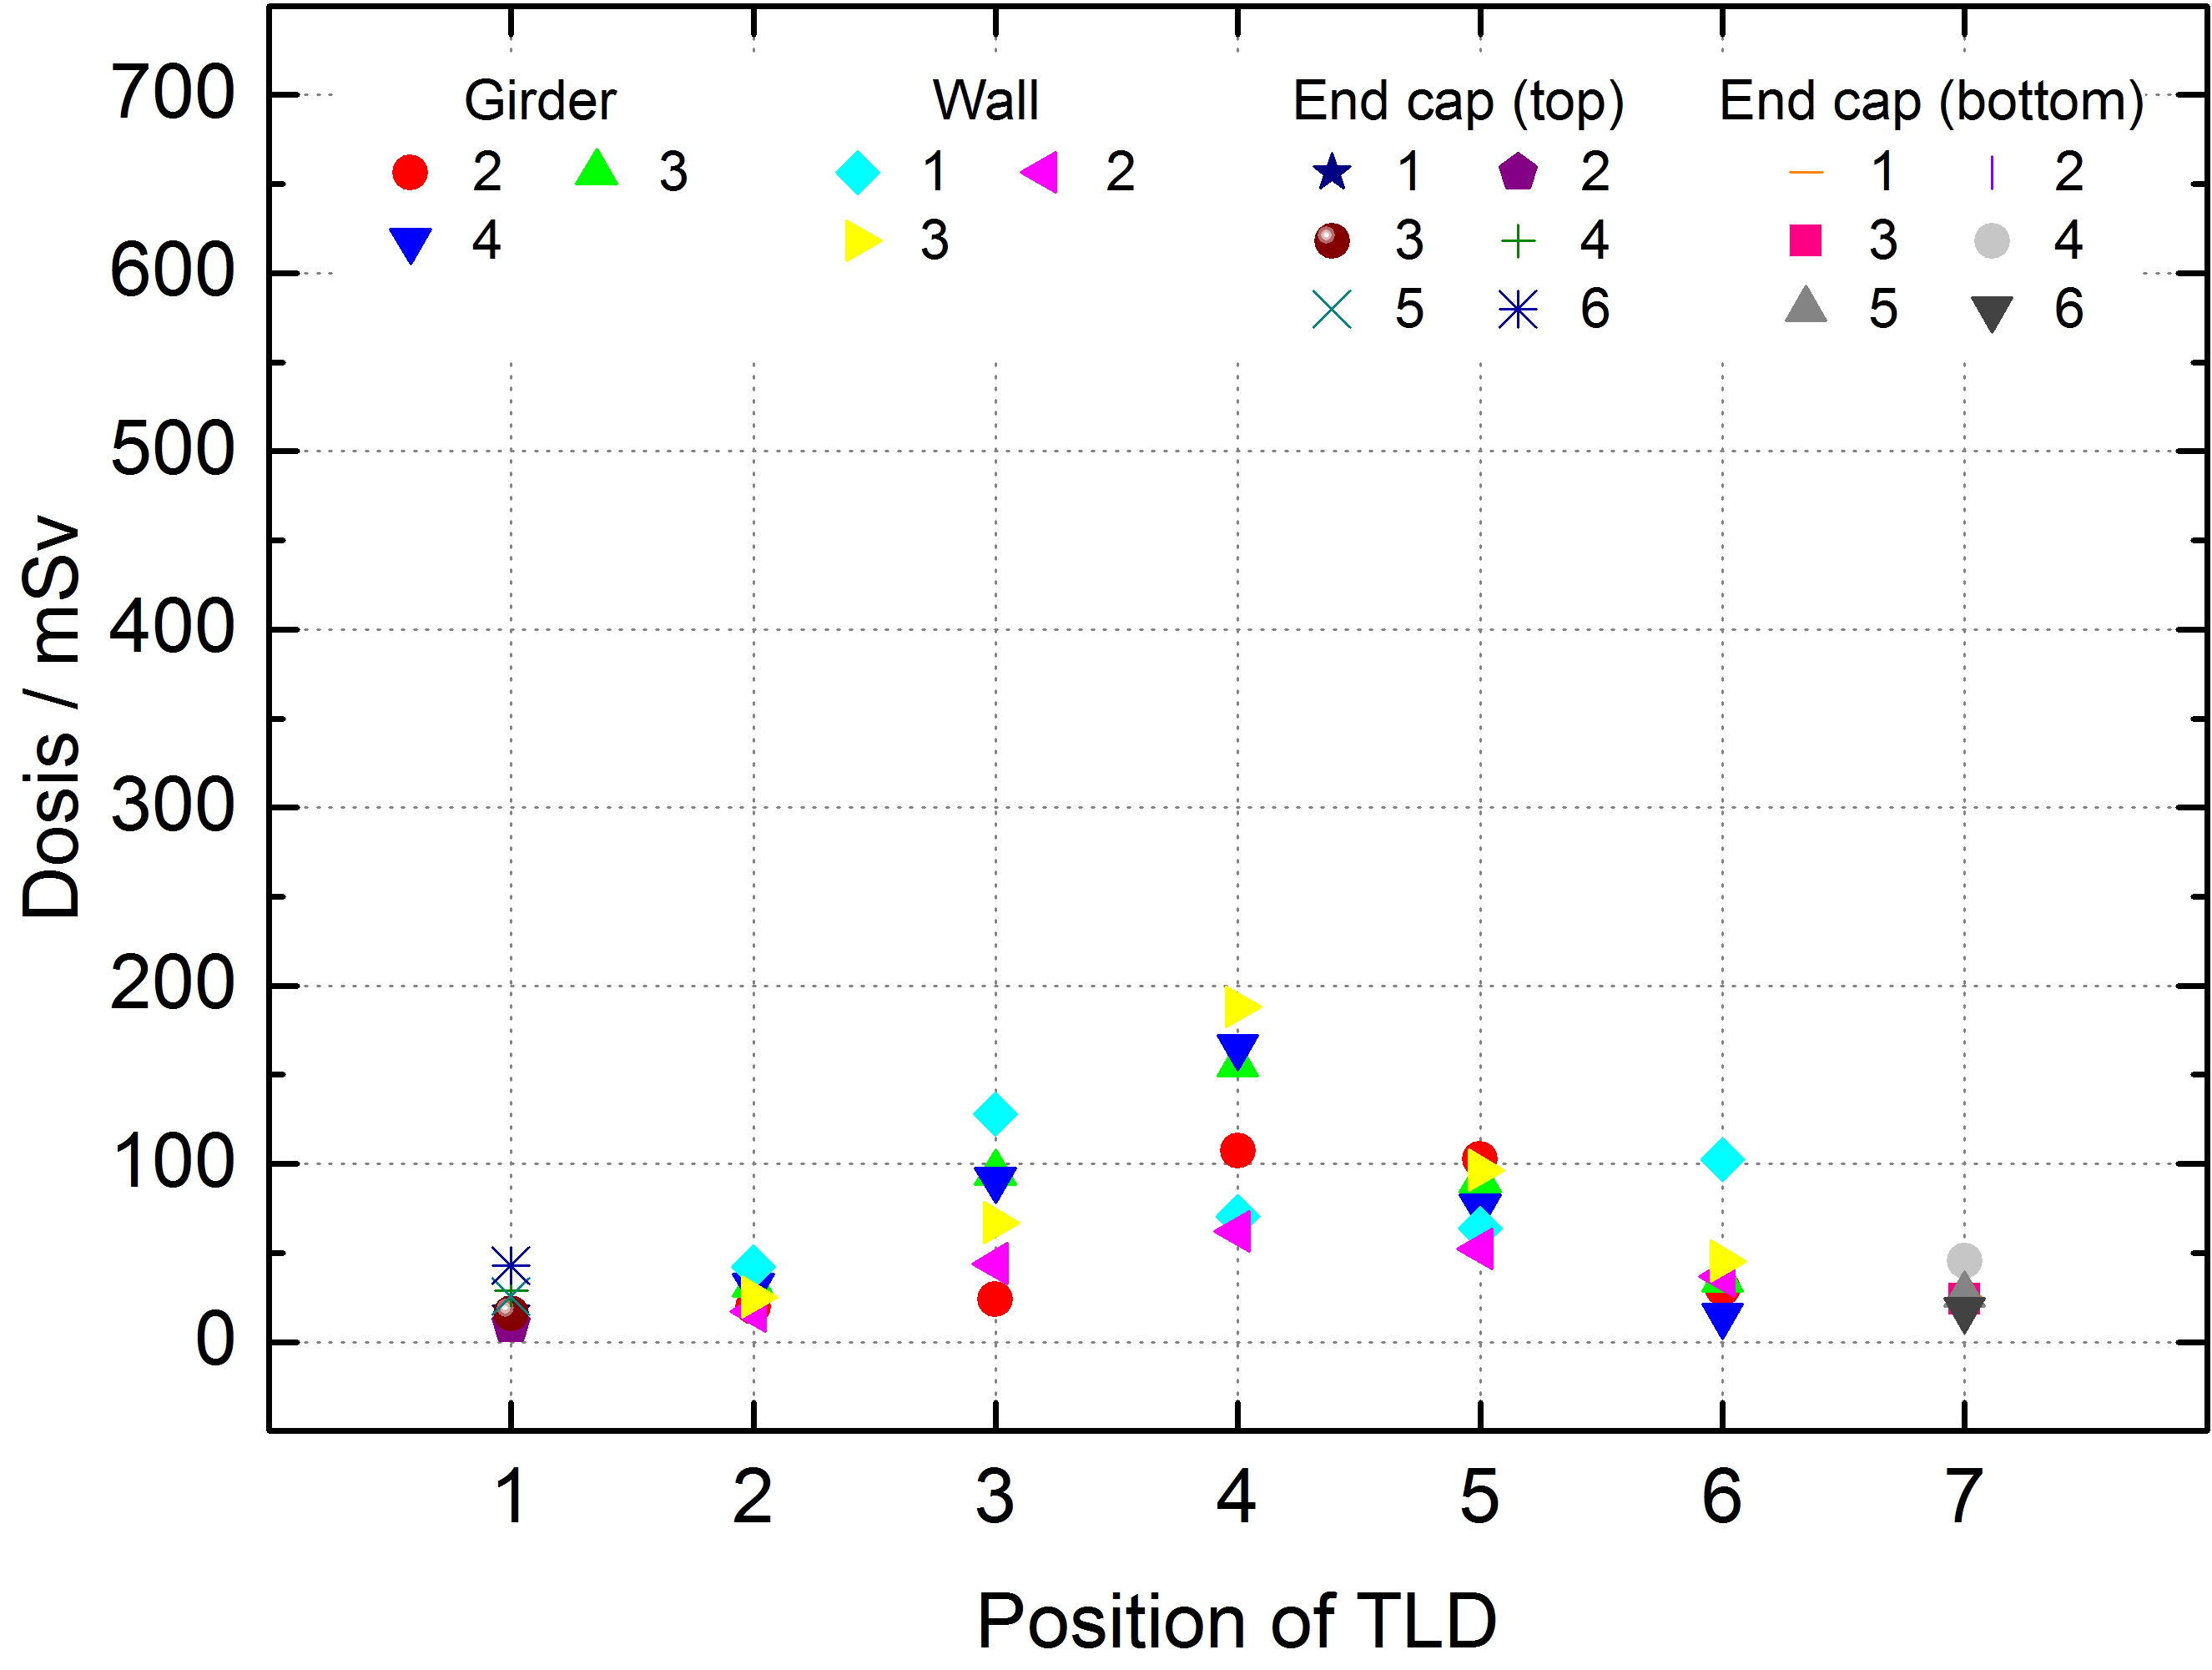 700
600
500
400
300
200
100
0
Dosis / mSv
Girder Wall End cap (top) End cap (bottom)
2 3 1 2 1 2 1 2
4 3 3 4 3 4
5 6 5 6
1 2 3 4 5 6 7
Position of TLD